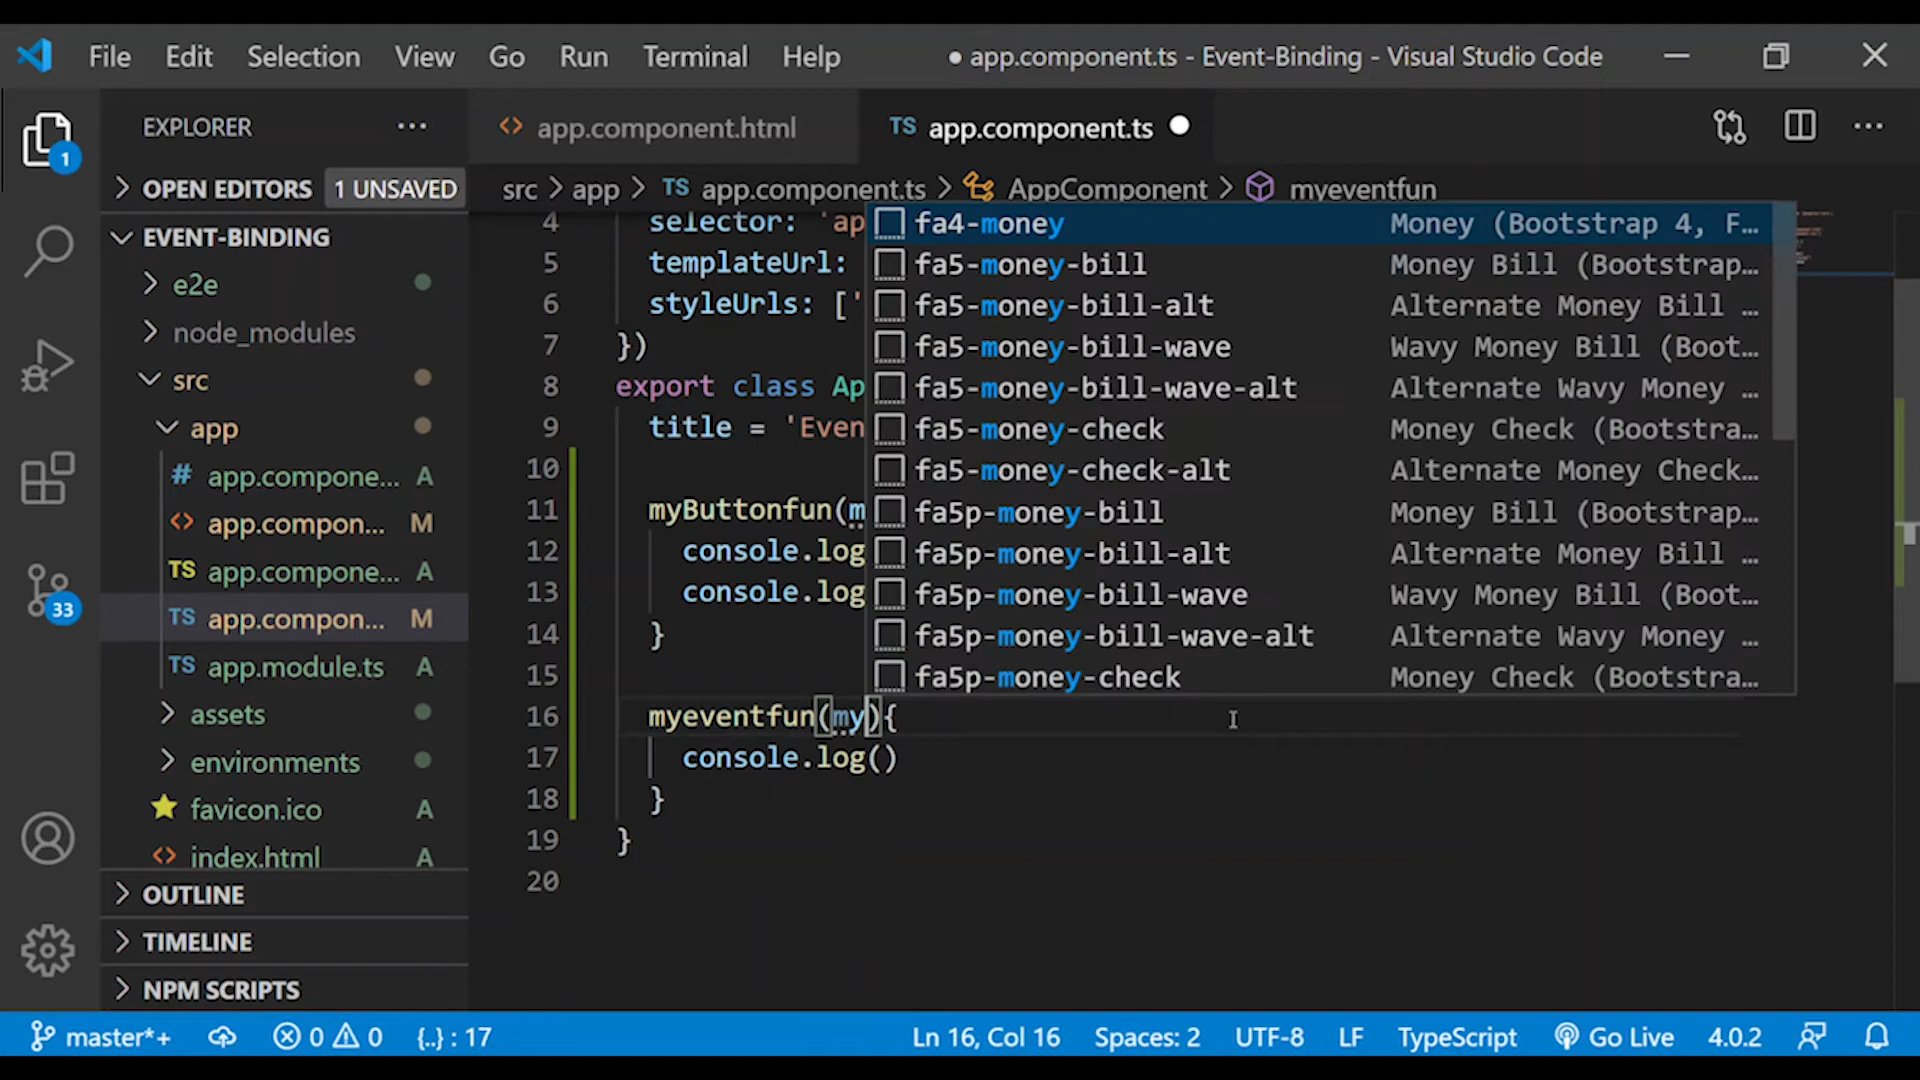 File Edit Selection View Go Run Terminal Help ● app.component.ts - Event-Binding - Visual Studio Code
EXPLORER ···
app.component.html
TS app.component.ts
1
OPEN EDITORS 1 UNSAVED
src > app > TS app.component.ts > AppComponent > myeventfun
EVENT-BINDING
e2e
node_modules
src
app
# app.compone... A
app.compon... M
TS app.compone... A
TS app.compon... M
TS app.module.ts A
assets
environments
favicon.ico A
index.html A
OUTLINE
TIMELINE
NPM SCRIPTS
33
4 selector: 'ap
5 templateUrl:
6 styleUrls: ['
7 })
8 export class Ap
9 title = 'Even
10
11 myButtonfun(m
12 console.log
13 console.log
14 }
15
16 myeventfun(my){
17 console.log()
18 }
19 }
20
fa4-money Money (Bootstrap 4, F…
fa5-money-bill Money Bill (Bootstrap…
fa5-money-bill-alt Alternate Money Bill …
fa5-money-bill-wave Wavy Money Bill (Boot…
fa5-money-bill-wave-alt Alternate Wavy Money …
fa5-money-check Money Check (Bootstra…
fa5-money-check-alt Alternate Money Check…
fa5p-money-bill Money Bill (Bootstrap…
fa5p-money-bill-alt Alternate Money Bill …
fa5p-money-bill-wave Wavy Money Bill (Boot…
fa5p-money-bill-wave-alt Alternate Wavy Money …
fa5p-money-check Money Check (Bootstra…
master*+ 0 0 {..} : 17 Ln 16, Col 16 Spaces: 2 UTF-8 LF TypeScript Go Live 4.0.2